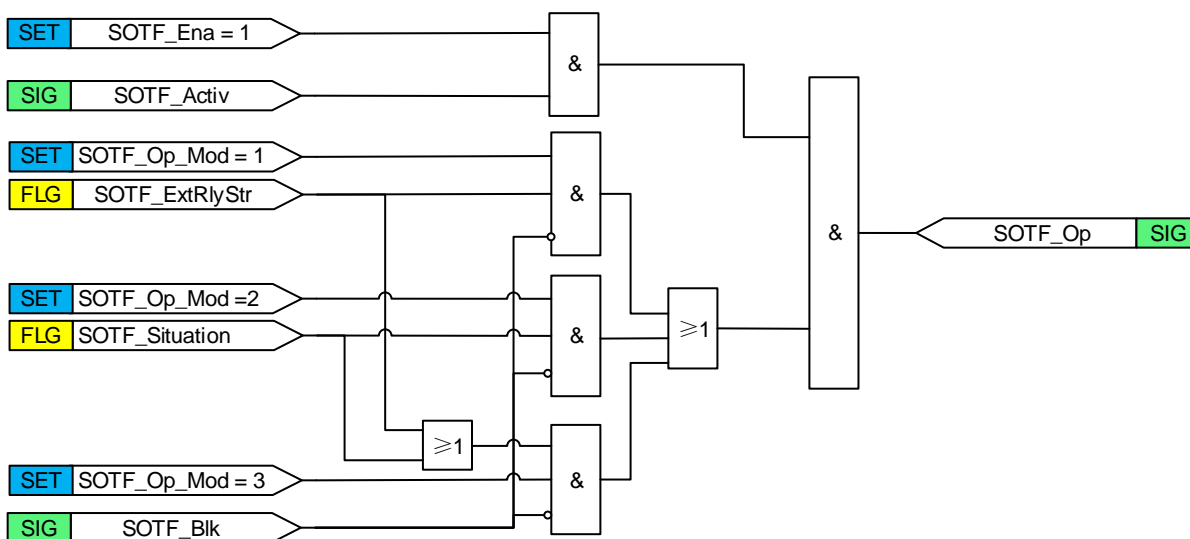 SET SOTF_Ena = 1
&
SIG SOTF_Activ
SET SOTF_Op_Mod = 1
FLG SOTF_ExtRlyStr
&
& SOTF_Op SIG
SET SOTF_Op_Mod =2
FLG SOTF_Situation
& ≥1
≥1
SET SOTF_Op_Mod = 3
&
SIG SOTF_Blk